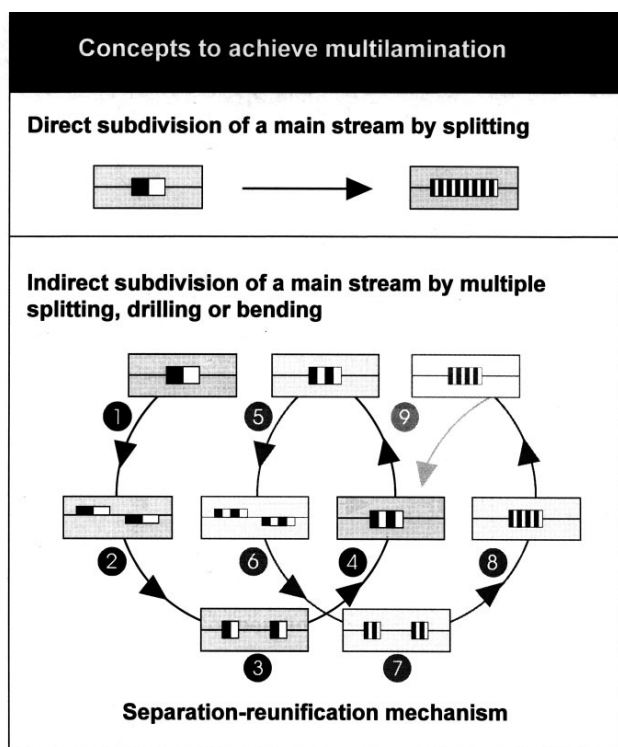 Concepts to achieve multilamination
Direct subdivision of a main stream by splitting
Indirect subdivision of a main stream by multiple
splitting, drilling or bending
1
5
9
2
6
4
8
3
7
Separation-reunification mechanism